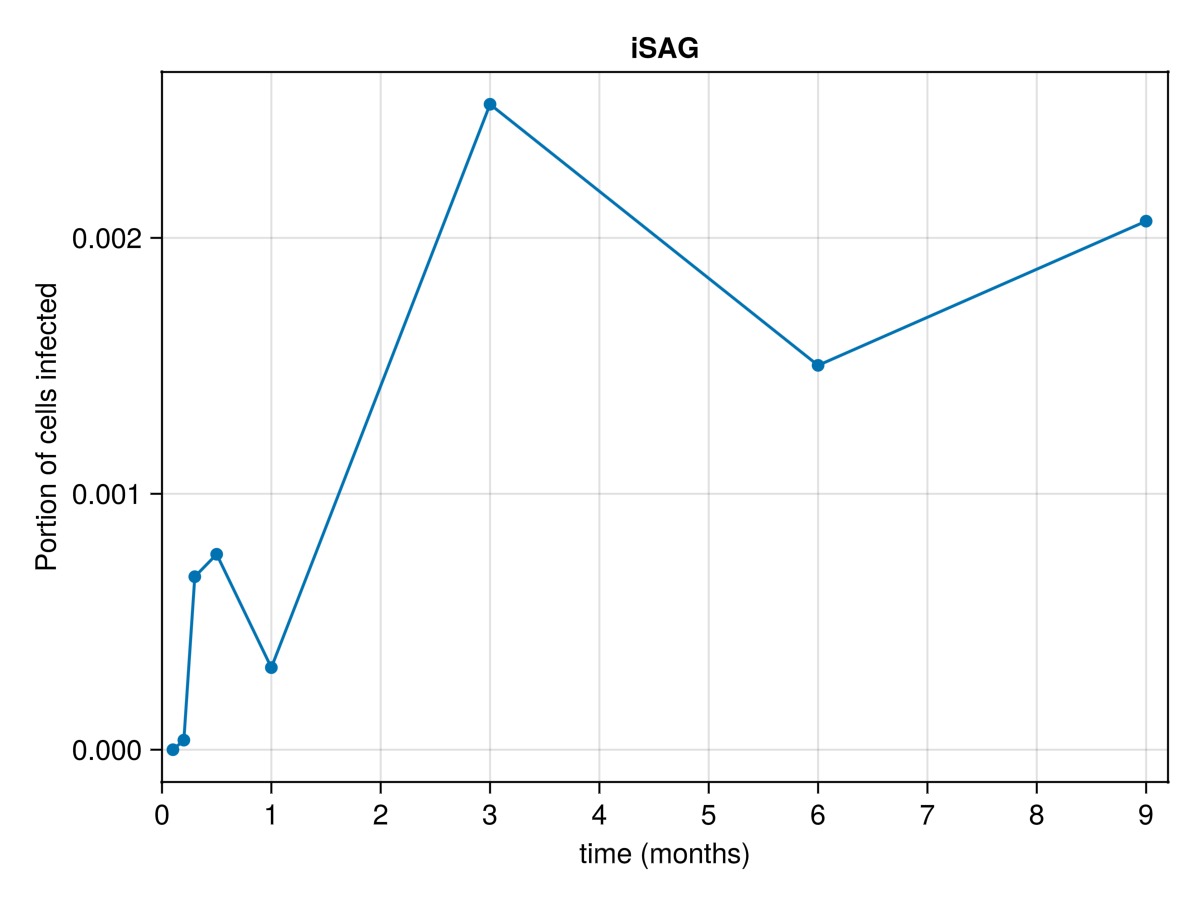 iSAG
Portion of cells infected
0.002
0.001
0.000
0 1 2 3 4 5 6 7 8 9
time (months)